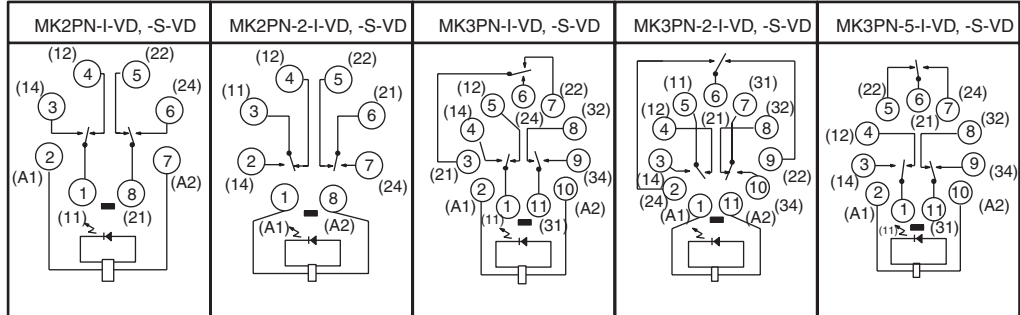 MK2PN-I-VD, -S-VD MK2PN-2-I-VD, -S-VD MK3PN-I-VD, -S-VD MK3PN-2-I-VD, -S-VD MK3PN-5-I-VD, -S-VD
(12) (22)
4 5
(14) (24)
3 6
2 7
(A1) (A2)
1 8
(11) (21)
(12) (22)
4 5
(11) (21)
3 6
2 7
(14) (24)
1 8
(A1) (A2)
6
(12) 5 7 (22)
(14) (24) (32)
4 8
3 9
(21) (34)
2 10
(A1) 1 11 (A2)
(11) (31)
(11) 6 (31)
5 7
(12) (21) (32)
4 8
3 9
(14) (22)
2 10
(24) (34)
1 11
(A1) (A2)
(22) 6 (24)
5 7
(21)
(12) 4 8 (32)
3 9
(14) (34)
2 10
(A1) 1 11 (A2)
(11) (31)